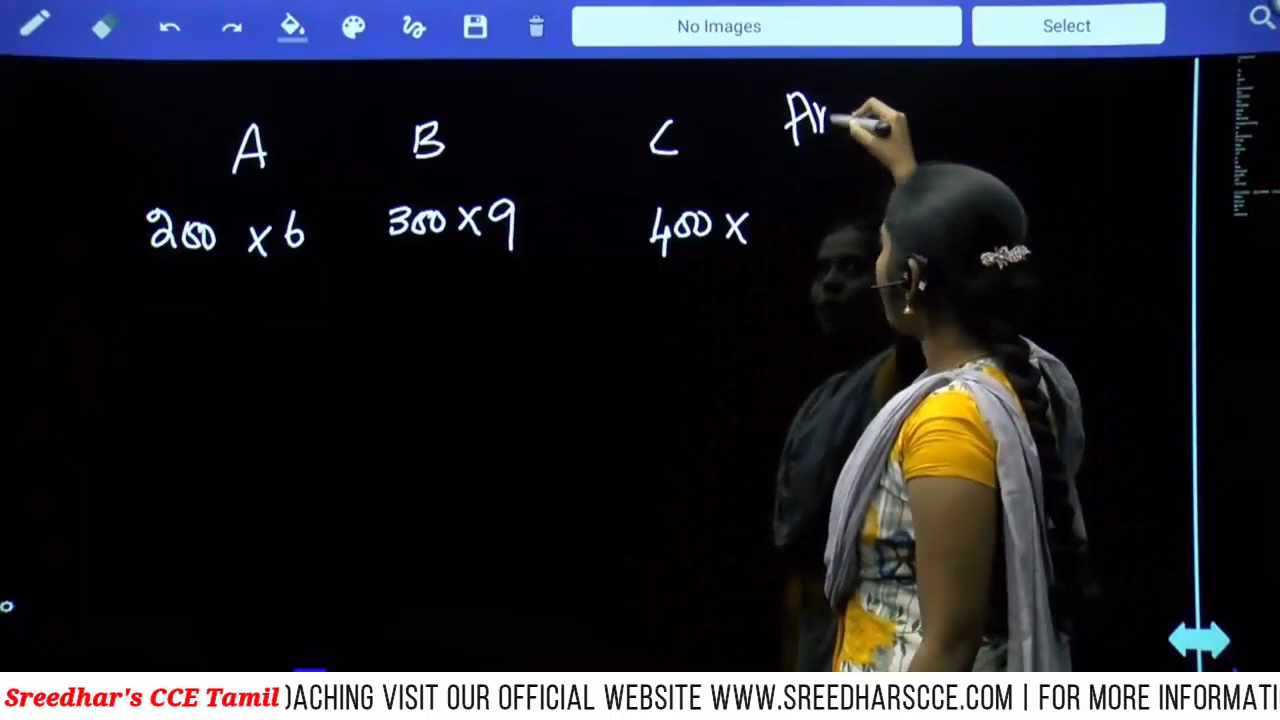 No Images Select
A B C Ar
200 x 6 300 x 9 400 x
Sreedhar's CCE Tamil OACHING VISIT OUR OFFICIAL WEBSITE WWW.SREEDHARSCCE.COM | FOR MORE INFORMATI